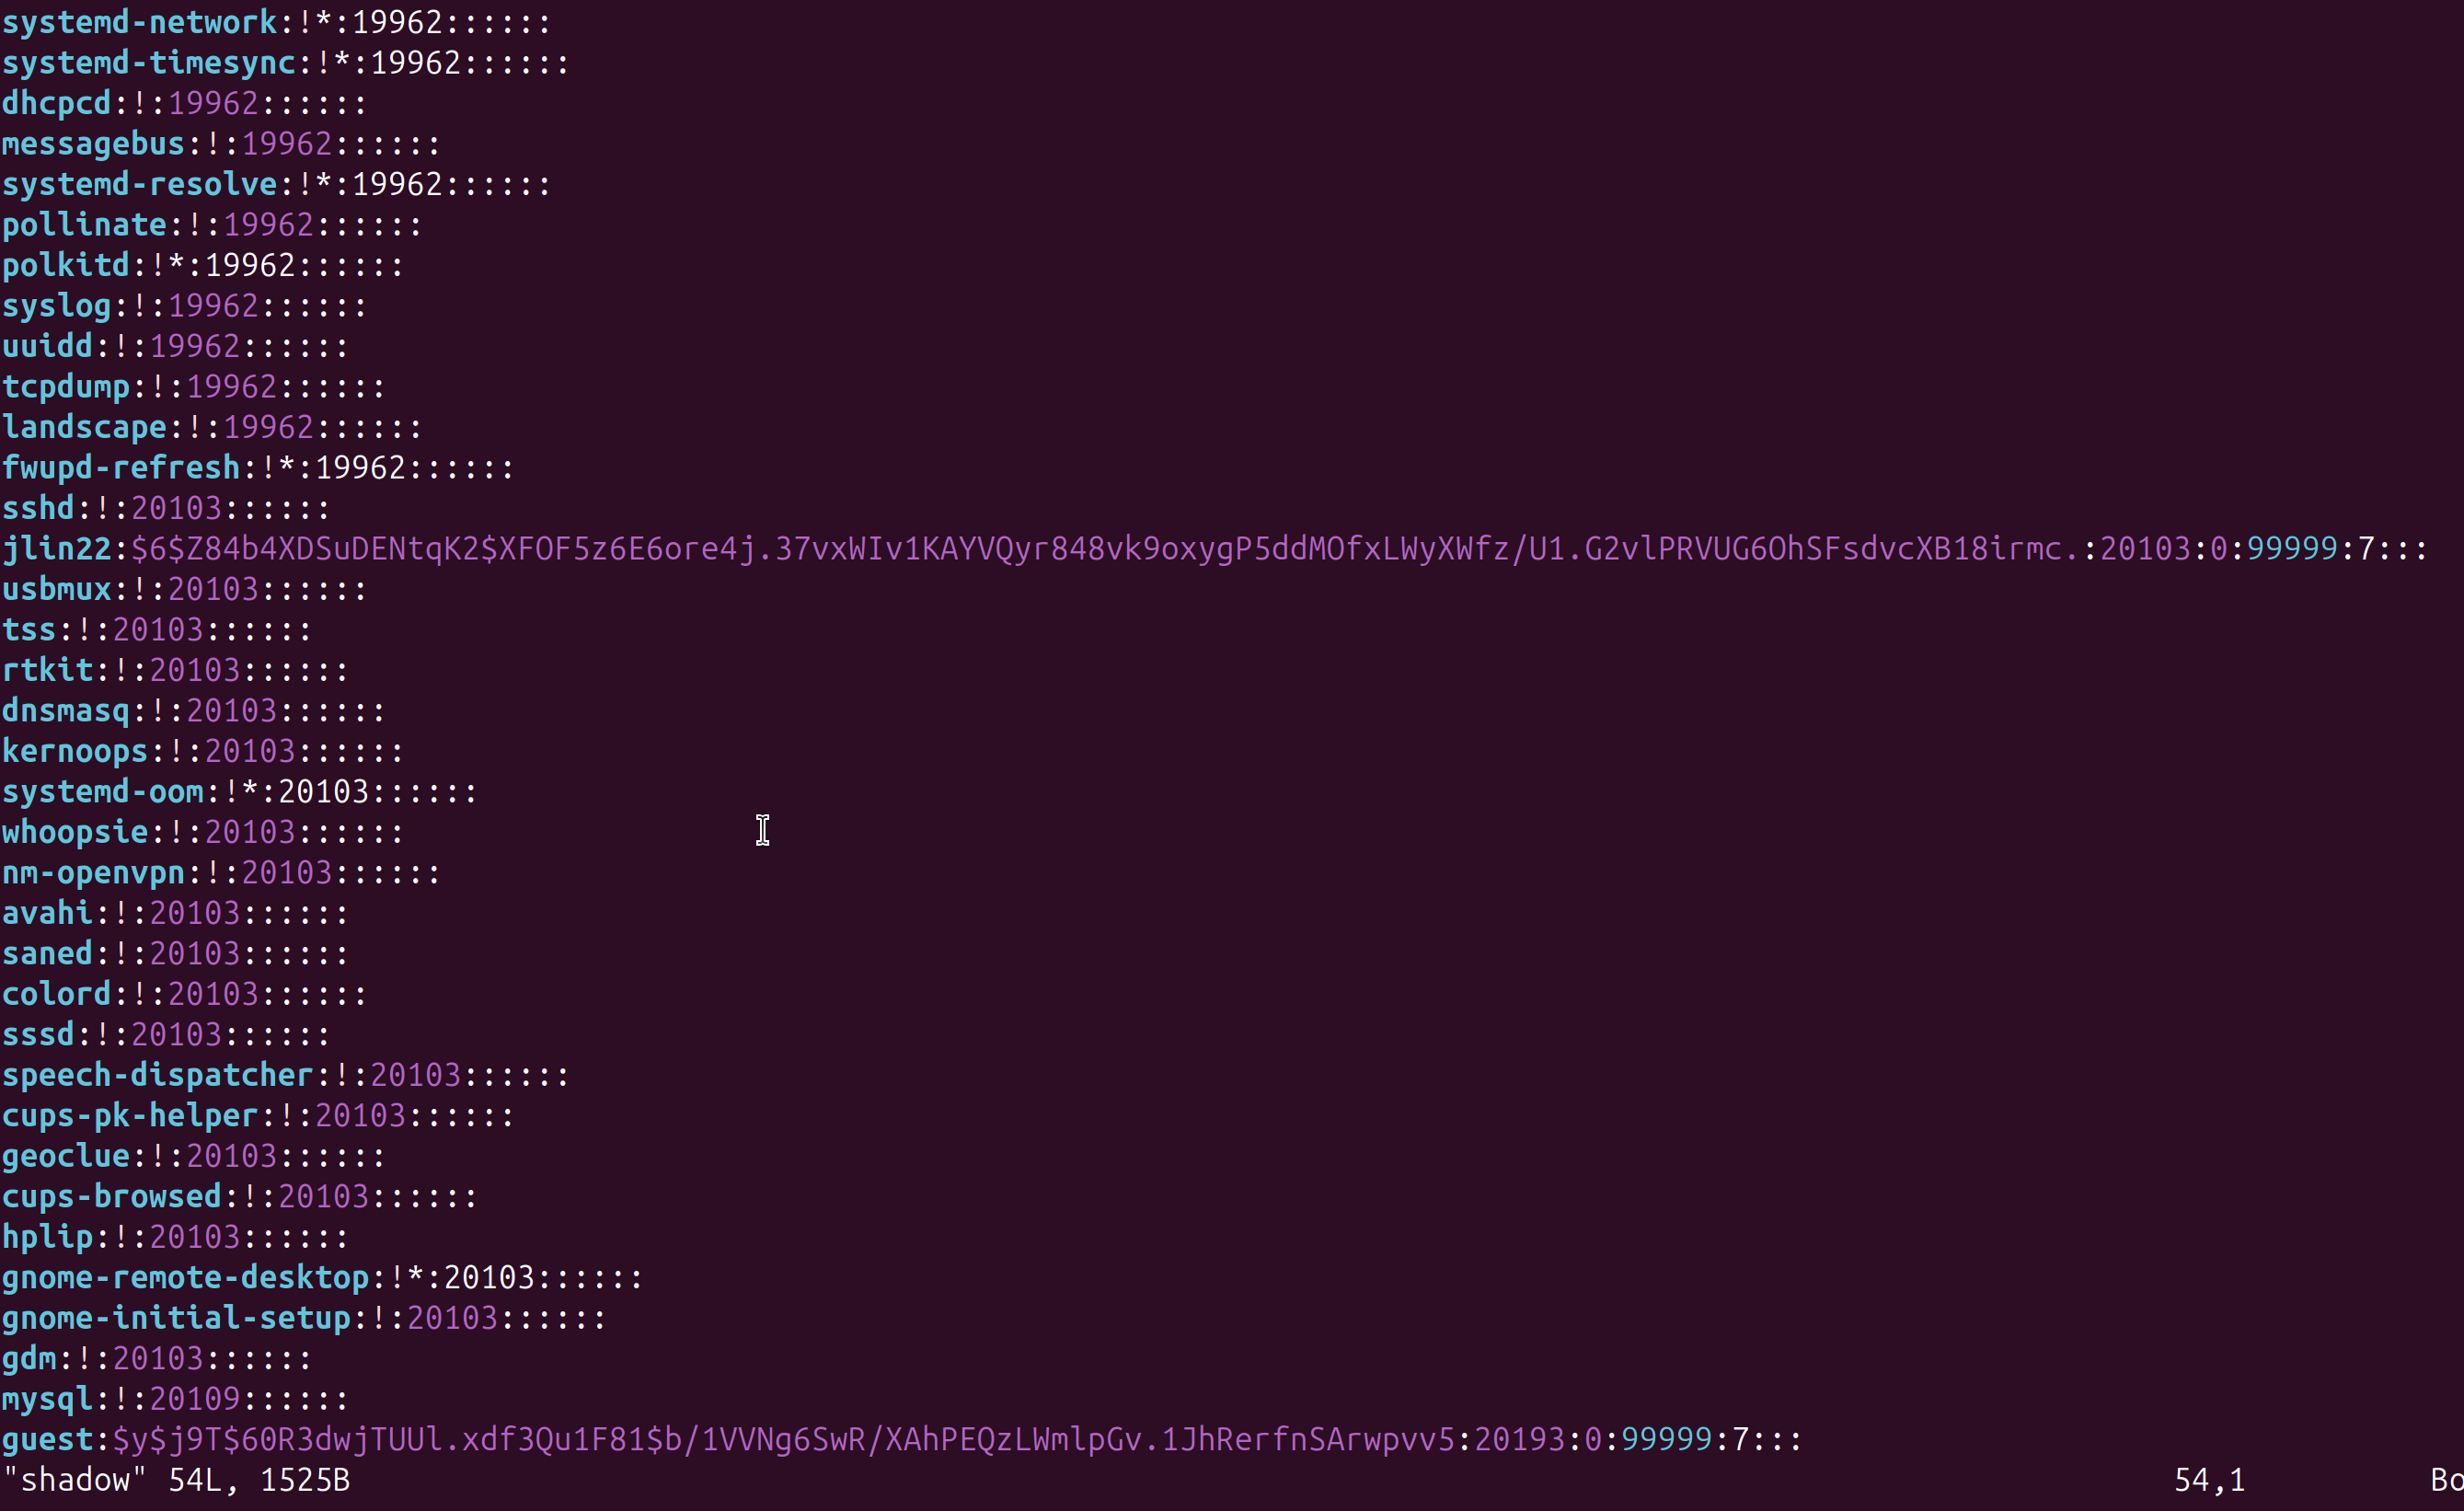 systemd-network:!*:19962::::::
systemd-timesync:!*:19962::::::
dhcpcd:!:19962::::::
messagebus:!:19962::::::
systemd-resolve:!*:19962::::::
pollinate:!:19962::::::
polkitd:!*:19962::::::
syslog:!:19962::::::
uuidd:!:19962::::::
tcpdump:!:19962::::::
landscape:!:19962::::::
fwupd-refresh:!*:19962::::::
sshd:!:20103::::::
jlin22:$6$Z84b4XDSuDENtqK2$XFOF5z6E6ore4j.37vxWIv1KAYVQyr848vk9oxygP5ddMOfxLWyXWfz/U1.G2vlPRVUG6OhSFsdvcXB18irmc.:20103:0:99999:7:::
usbmux:!:20103::::::
tss:!:20103::::::
rtkit:!:20103::::::
dnsmasq:!:20103::::::
kernoops:!:20103::::::
systemd-oom:!*:20103::::::
whoopsie:!:20103::::::
nm-openvpn:!:20103::::::
avahi:!:20103::::::
saned:!:20103::::::
colord:!:20103::::::
sssd:!:20103::::::
speech-dispatcher:!:20103::::::
cups-pk-helper:!:20103::::::
geoclue:!:20103::::::
cups-browsed:!:20103::::::
hplip:!:20103::::::
gnome-remote-desktop:!*:20103::::::
gnome-initial-setup:!:20103::::::
gdm:!:20103::::::
mysql:!:20109::::::
guest:$y$j9T$60R3dwjTUUl.xdf3Qu1F81$b/1VVNg6SwR/XAhPEQzLWmlpGv.1JhRerfnSArwpvv5:20193:0:99999:7:::
"shadow" 54L, 1525B 54,1 Bo